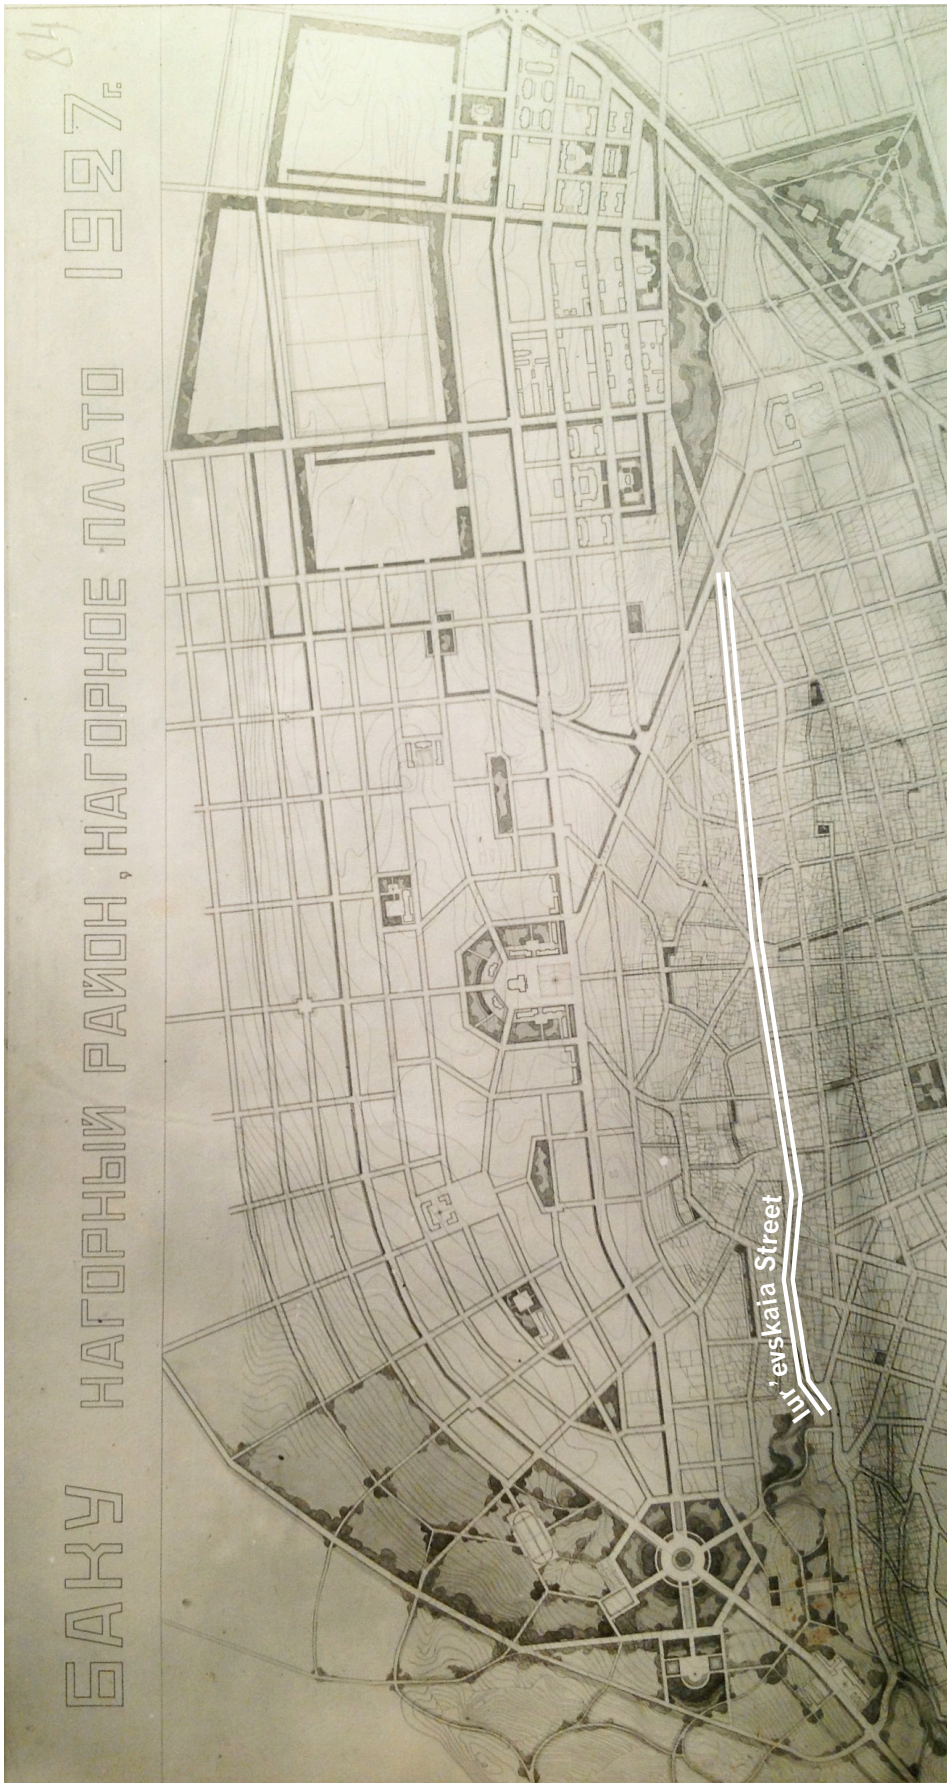 БАКУ НАГОРНЫЙ РАЙОН, НАГОРНОЕ ПЛАТО 1927г.
84
Iur'evskaia Street